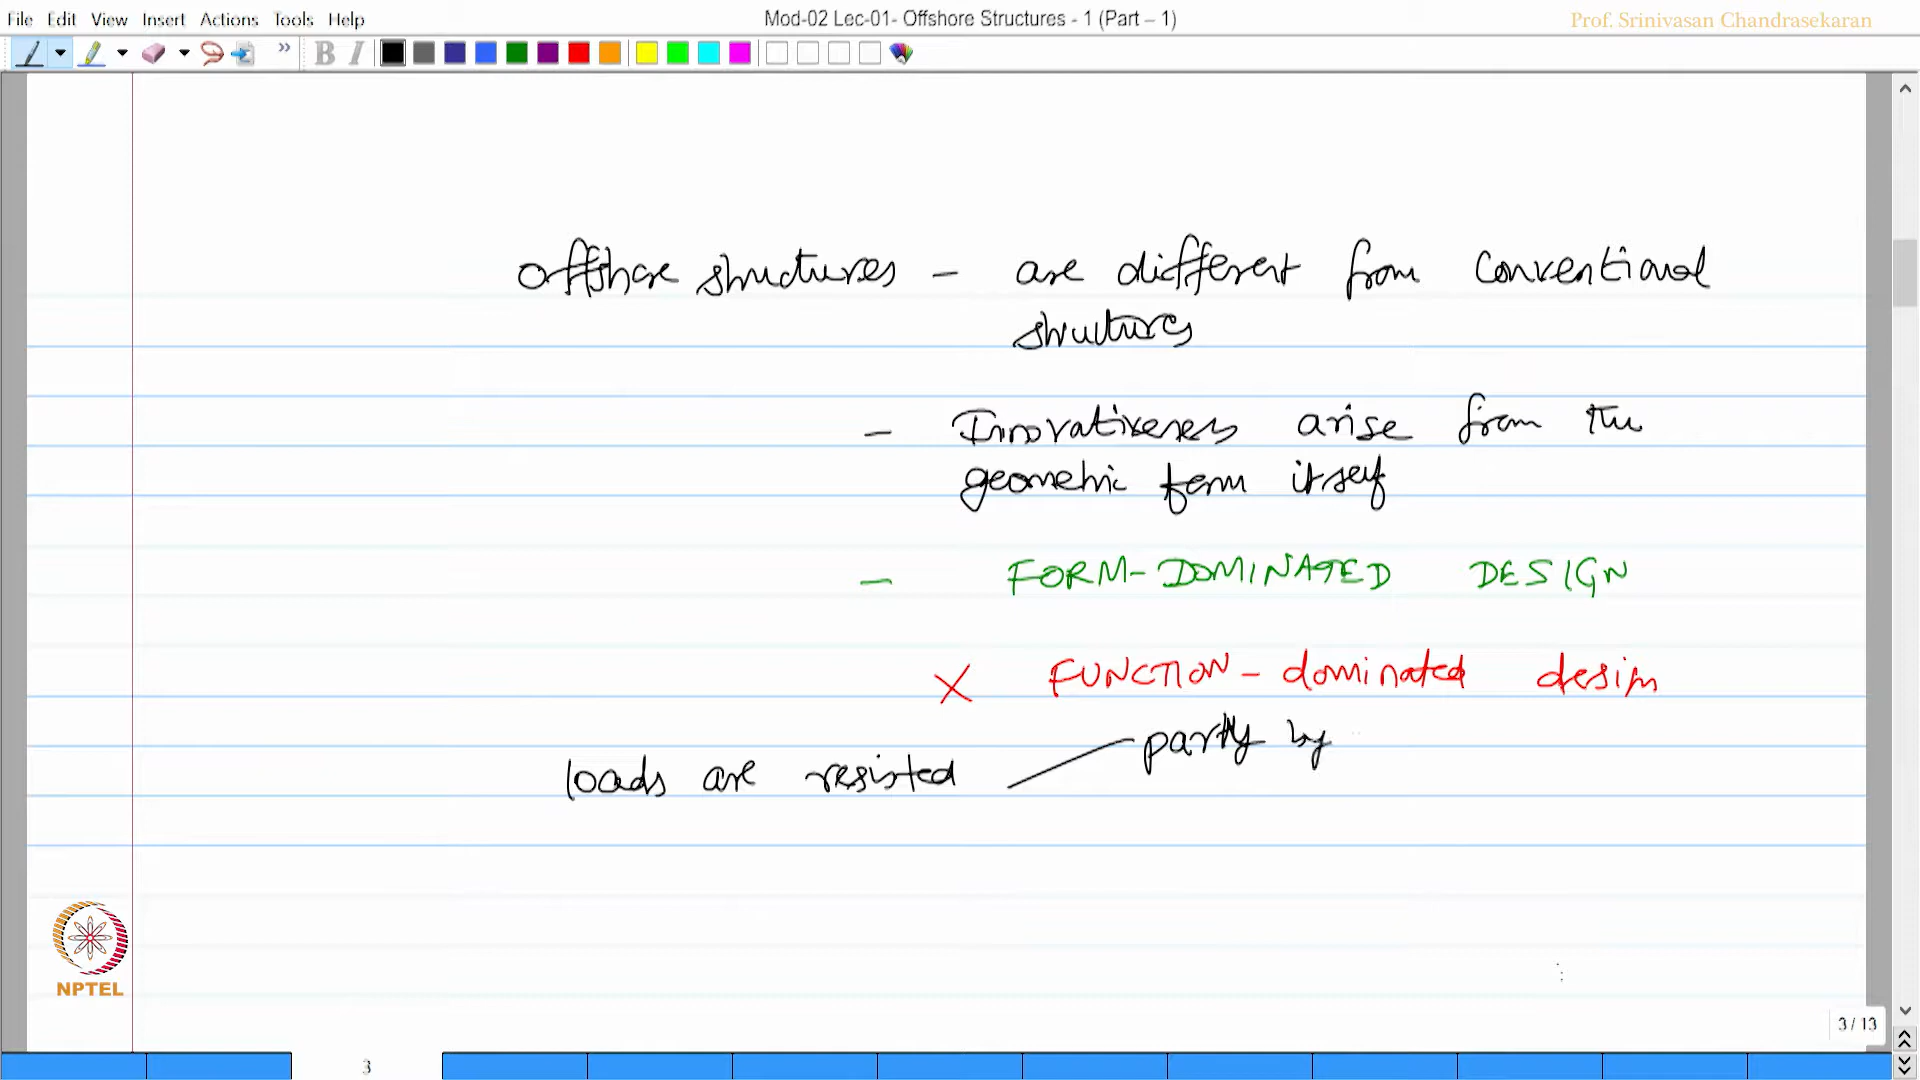 File Edit View Insert Actions Tools Help
Mod-02 Lec-01- Offshore Structures - 1 (Part – 1)
Prof. Srinivasan Chandrasekaran
B I
offshore structures - are different from conventional
structures
- Innovativeness arise from the
geometric form itself
- FORM-DOMINATED DESIGN
X FUNCTION-dominated design
partly by
loads are resisted
NPTEL
3 / 13
3